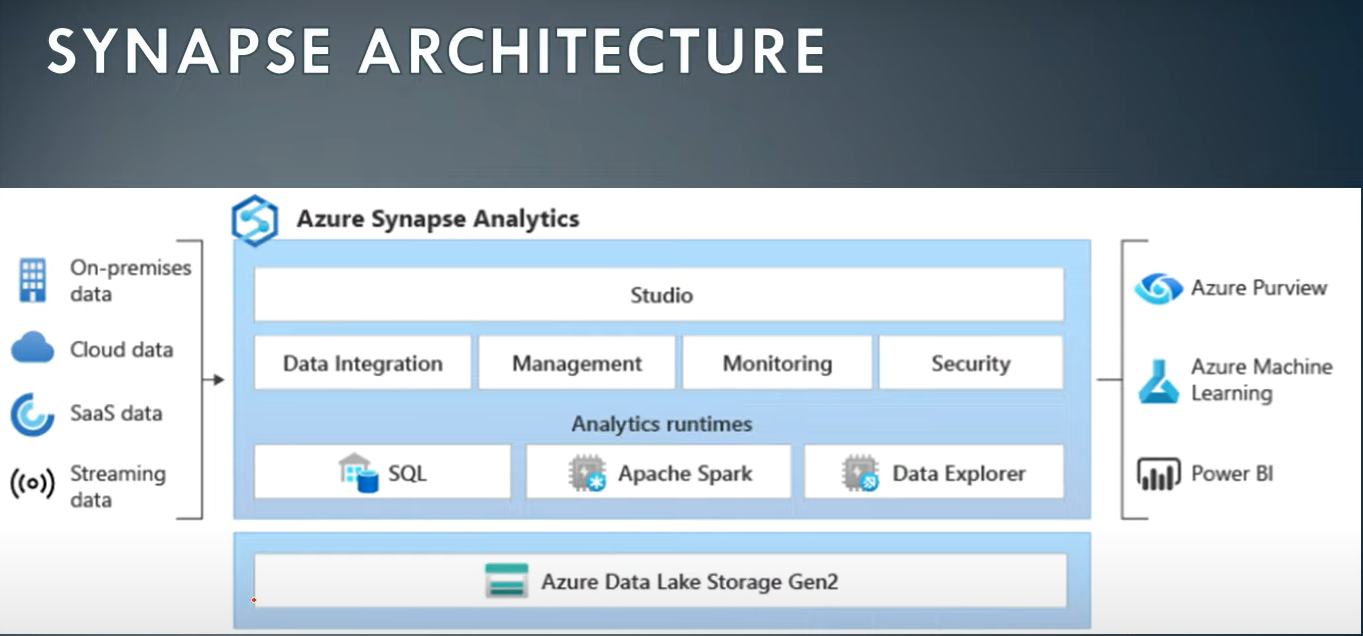 SYNAPSE ARCHITECTURE
Azure Synapse Analytics
On-premises
data
Cloud data
SaaS data
Streaming
data
Studio
Data Integration
Management
Monitoring
Security
Analytics runtimes
SQL
Apache Spark
Data Explorer
Azure Data Lake Storage Gen2
Azure Purview
Azure Machine
Learning
Power BI